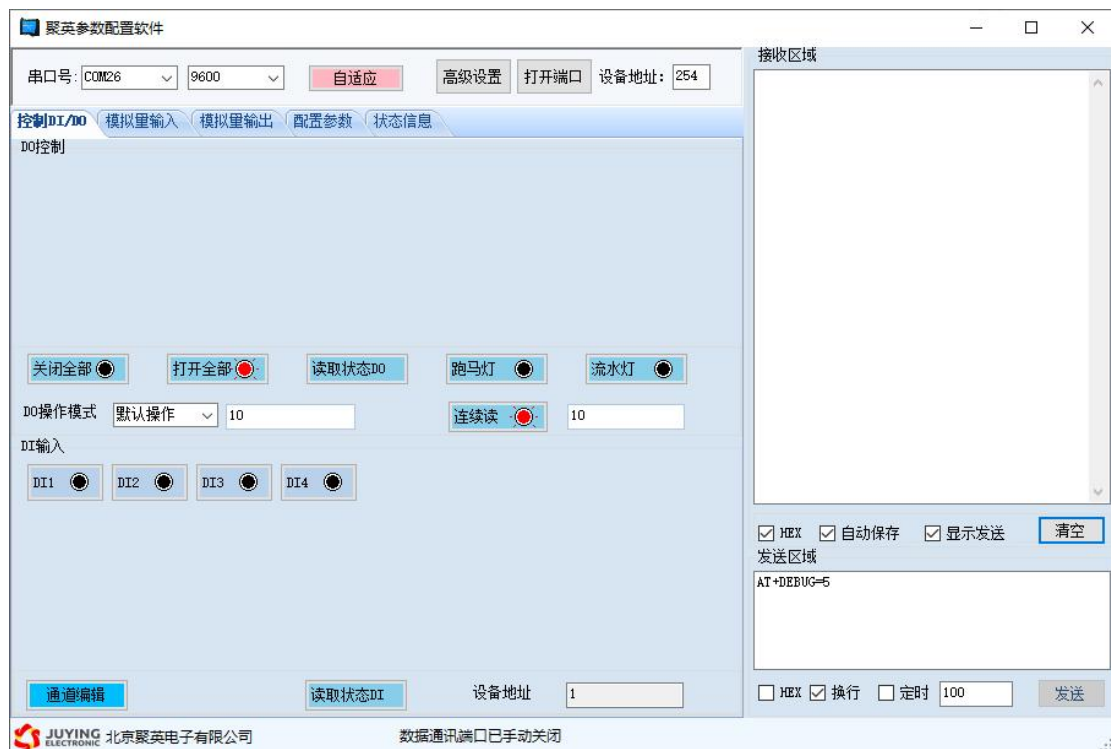 聚英参数配置软件
串口号: COM26 9600 自适应 高级设置 打开端口 设备地址: 254
控制DI/DO 模拟量输入 模拟量输出 配置参数 状态信息
DO控制
关闭全部 打开全部 读取状态DO 跑马灯 流水灯
DO操作模式 默认操作 10 连续读 10
DI输入
DI1 DI2 DI3 DI4
通道编辑 读取状态DI 设备地址 1
接收区域
HEX 自动保存 显示发送 清空
发送区域
AT+DEBUG=5
HEX 换行 定时 100 发送
JUYING ELECTRONIC 北京聚英电子有限公司 数据通讯端口已手动关闭